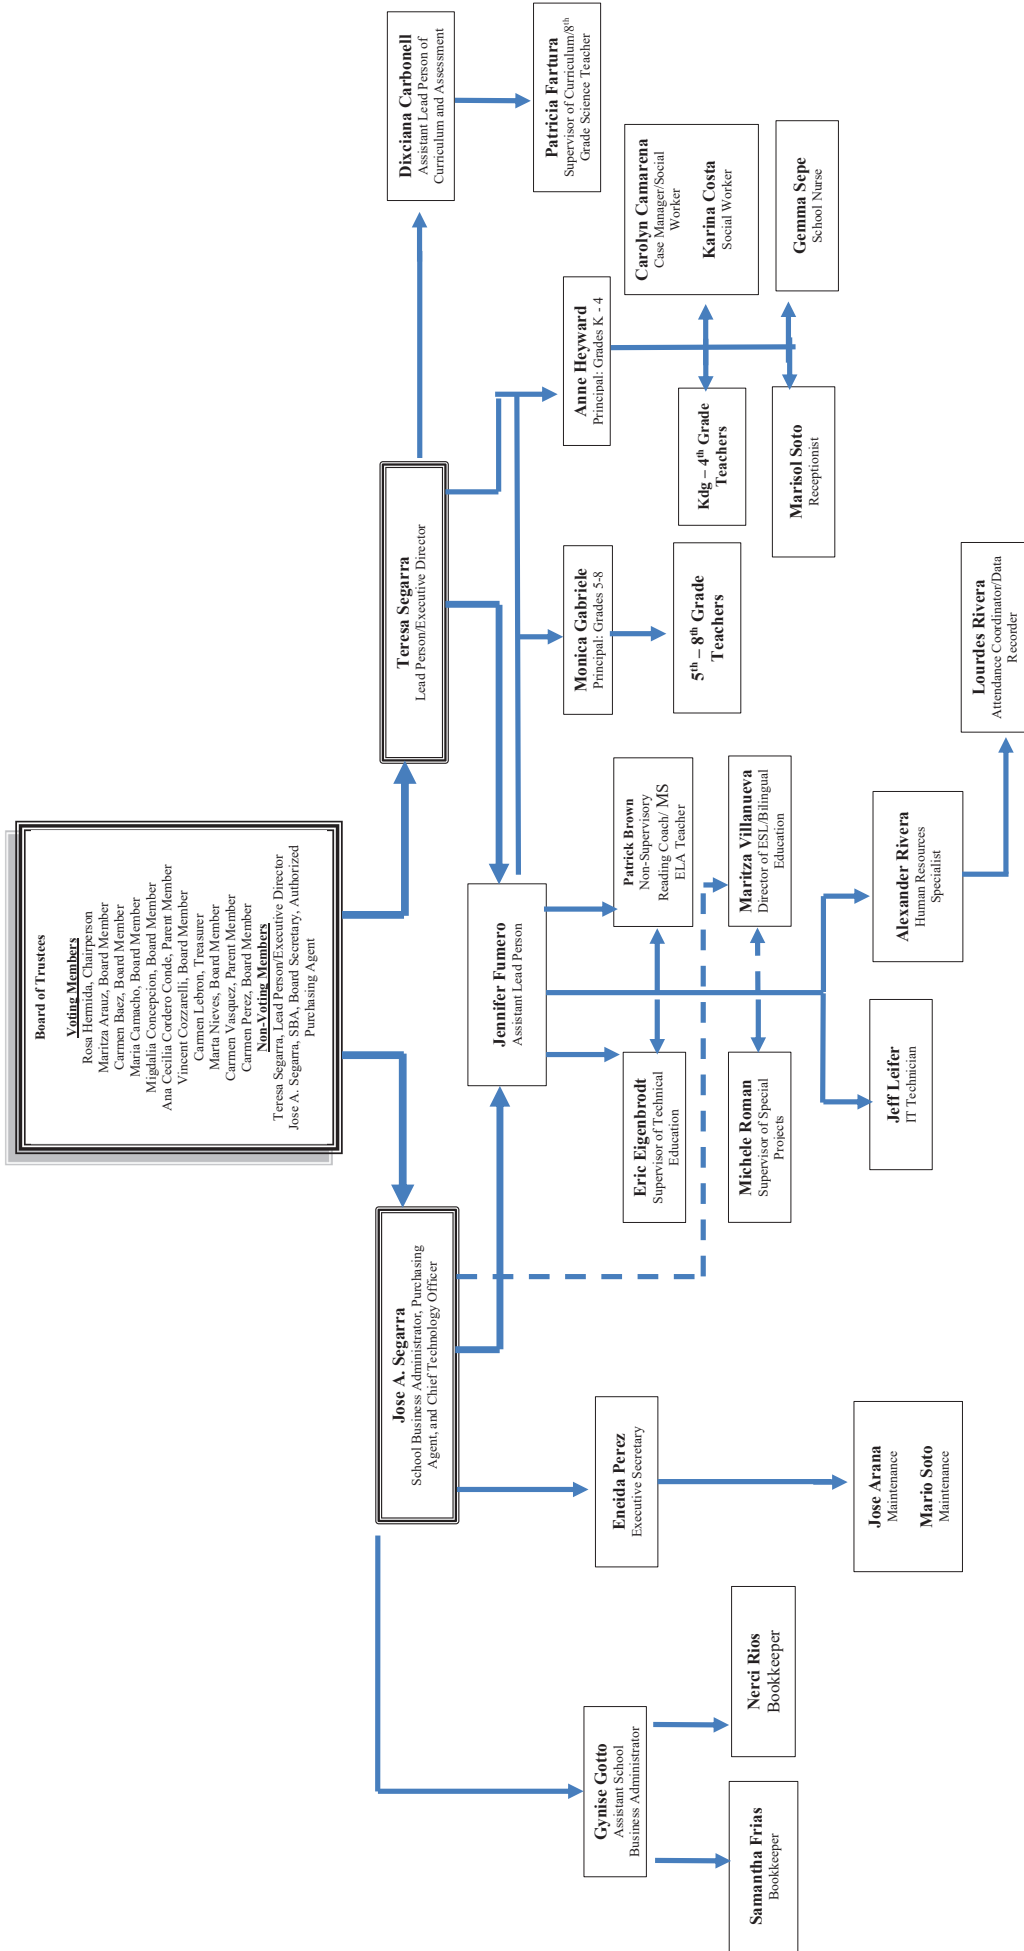 Board of Trustees
Voting Members
Rosa Hermida, Chairperson
Maritza Arauz, Board Member
Carmen Baez, Board Member
Maria Camacho, Board Member
Migdalia Concepcion, Board Member
Ana Cecilia Cordero Conde, Parent Member
Vincent Cozzarelli, Board Member
Carmen Lebron, Treasurer
Marta Nieves, Board Member
Carmen Vasquez, Parent Member
Carmen Perez, Board Member
Non-Voting Members
Teresa Segarra, Lead Person/Executive Director
Jose A. Segarra, SBA, Board Secretary, Authorized
Purchasing Agent
Jose A. Segarra
School Business Administrator, Purchasing
Agent, and Chief Technology Officer
Teresa Segarra
Lead Person/Executive Director
Dixciana Carbonell
Assistant Lead Person of
Curriculum and Assessment
Jennifer Fumero
Assistant Lead Person
Patricia Fartura
Supervisor of Curriculum/8th
Grade Science Teacher
Gynise Gotto
Assistant School
Business Administrator
Eneida Perez
Executive Secretary
Monica Gabriele
Principal: Grades 5-8
Anne Heyward
Principal: Grades K - 4
Eric Eigenbrodt
Supervisor of Technical
Education
Patrick Brown
Non-Supervisory
Reading Coach/ MS
ELA Teacher
5th – 8th Grade
Teachers
Kdg – 4th Grade
Teachers
Carolyn Camarena
Case Manager/Social
Worker
Karina Costa
Social Worker
Samantha Frias
Bookkeeper
Nerci Rios
Bookkeeper
Michele Roman
Supervisor of Special
Projects
Maritza Villanueva
Director of ESL/Bilingual
Education
Marisol Soto
Receptionist
Gemma Sepe
School Nurse
Jose Arana
Maintenance
Mario Soto
Maintenance
Jeff Leifer
IT Technician
Alexander Rivera
Human Resources
Specialist
Lourdes Rivera
Attendance Coordinator/Data
Recorder